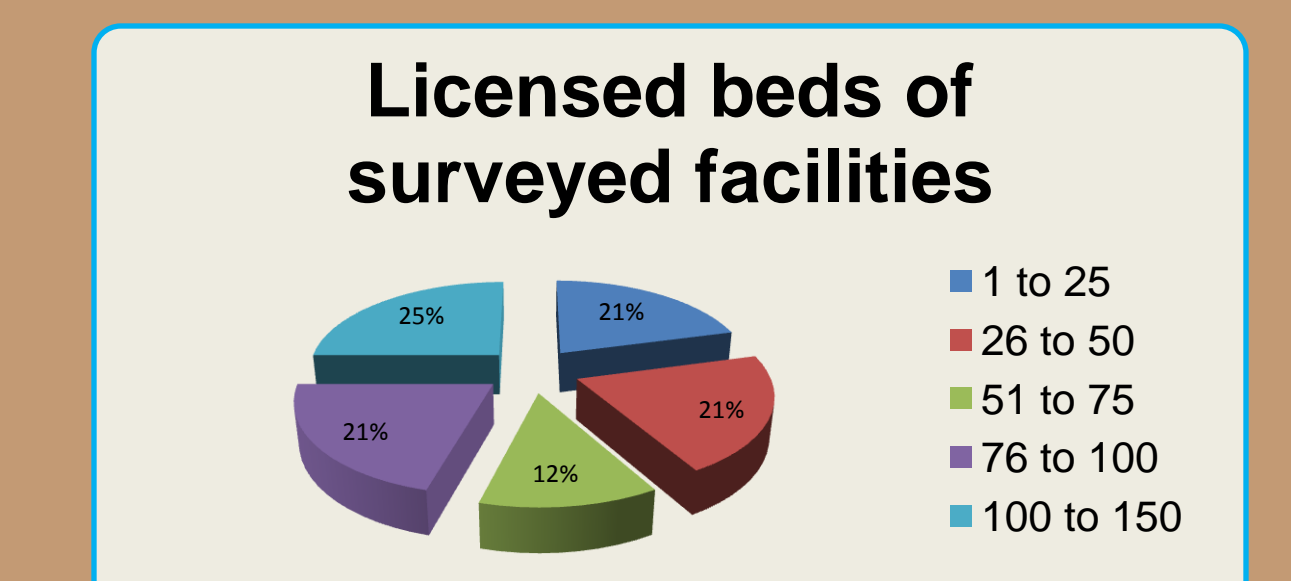 Licensed beds of
surveyed facilities
25%
21%
21%
21%
12%
1 to 25
26 to 50
51 to 75
76 to 100
100 to 150